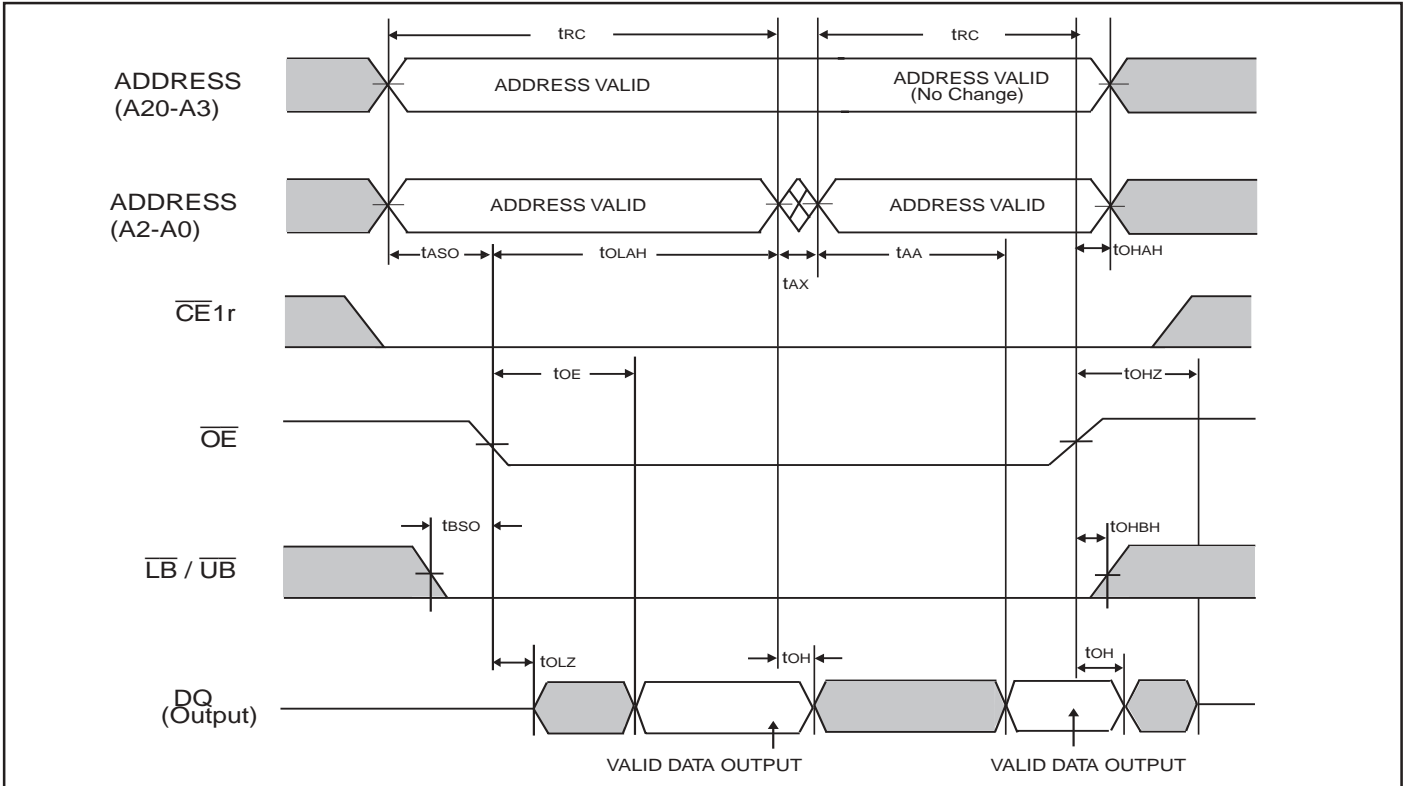 tRC tRC
ADDRESS
(A20-A3)
ADDRESS VALID
ADDRESS VALID
(No Change)
ADDRESS
(A2-A0)
ADDRESS VALID
ADDRESS VALID
tASO tOLAH tAX tAA tOHAH
CE1r
tOE tOHZ
OE
tBSO tOHBH
LB / UB
tOLZ tOH tOH
DQ
(Output)
VALID DATA OUTPUT VALID DATA OUTPUT